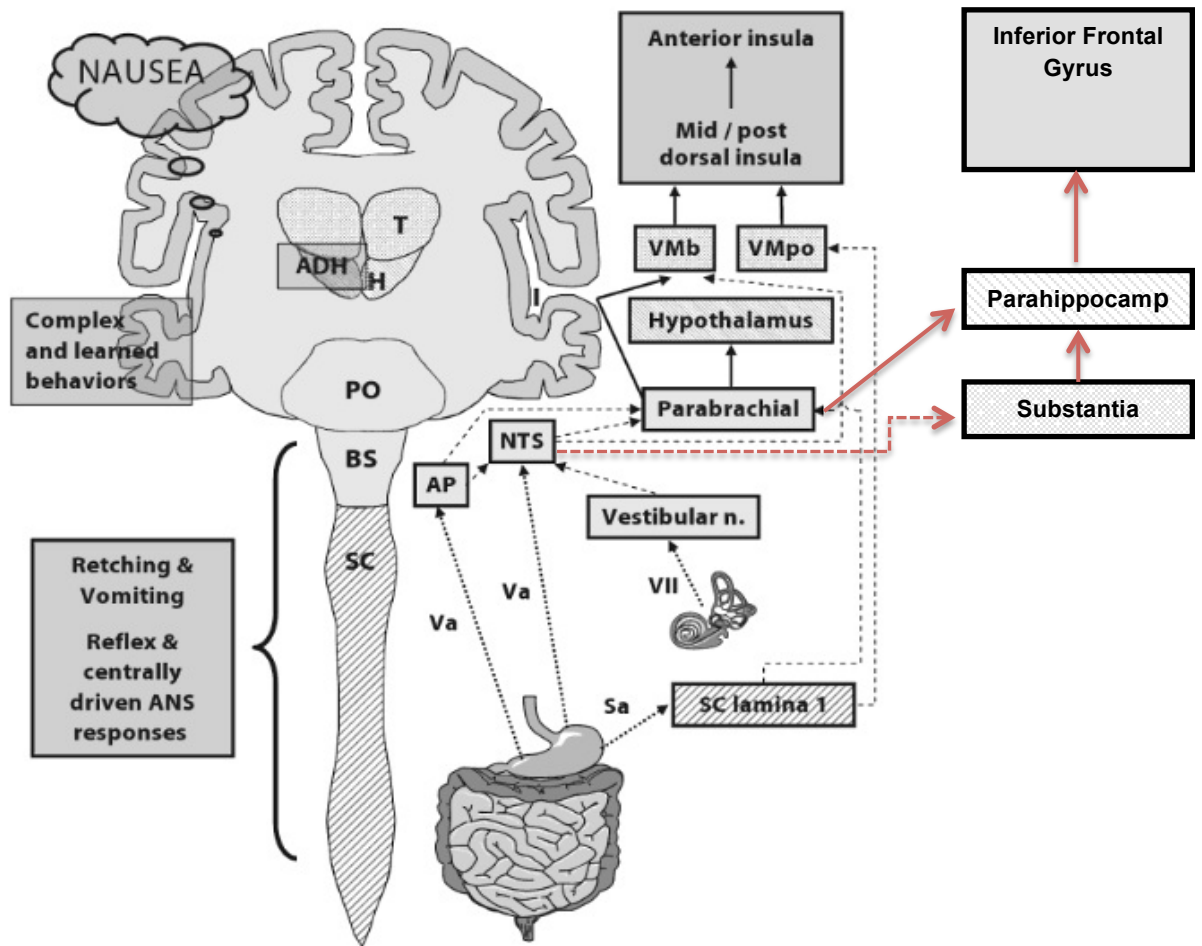 NAUSEA
Complex
and learned
behaviors
ADH
T
H
I
PO
BS
SC
Retching &
Vomiting
Reflex &
centrally
driven ANS
responses
Anterior insula
Mid / post
dorsal insula
VMb
VMpo
Hypothalamus
Parabrachial
NTS
AP
Vestibular n.
VII
Va
Va
Sa
SC lamina 1
Inferior Frontal
Gyrus
Parahippocamp
Substantia